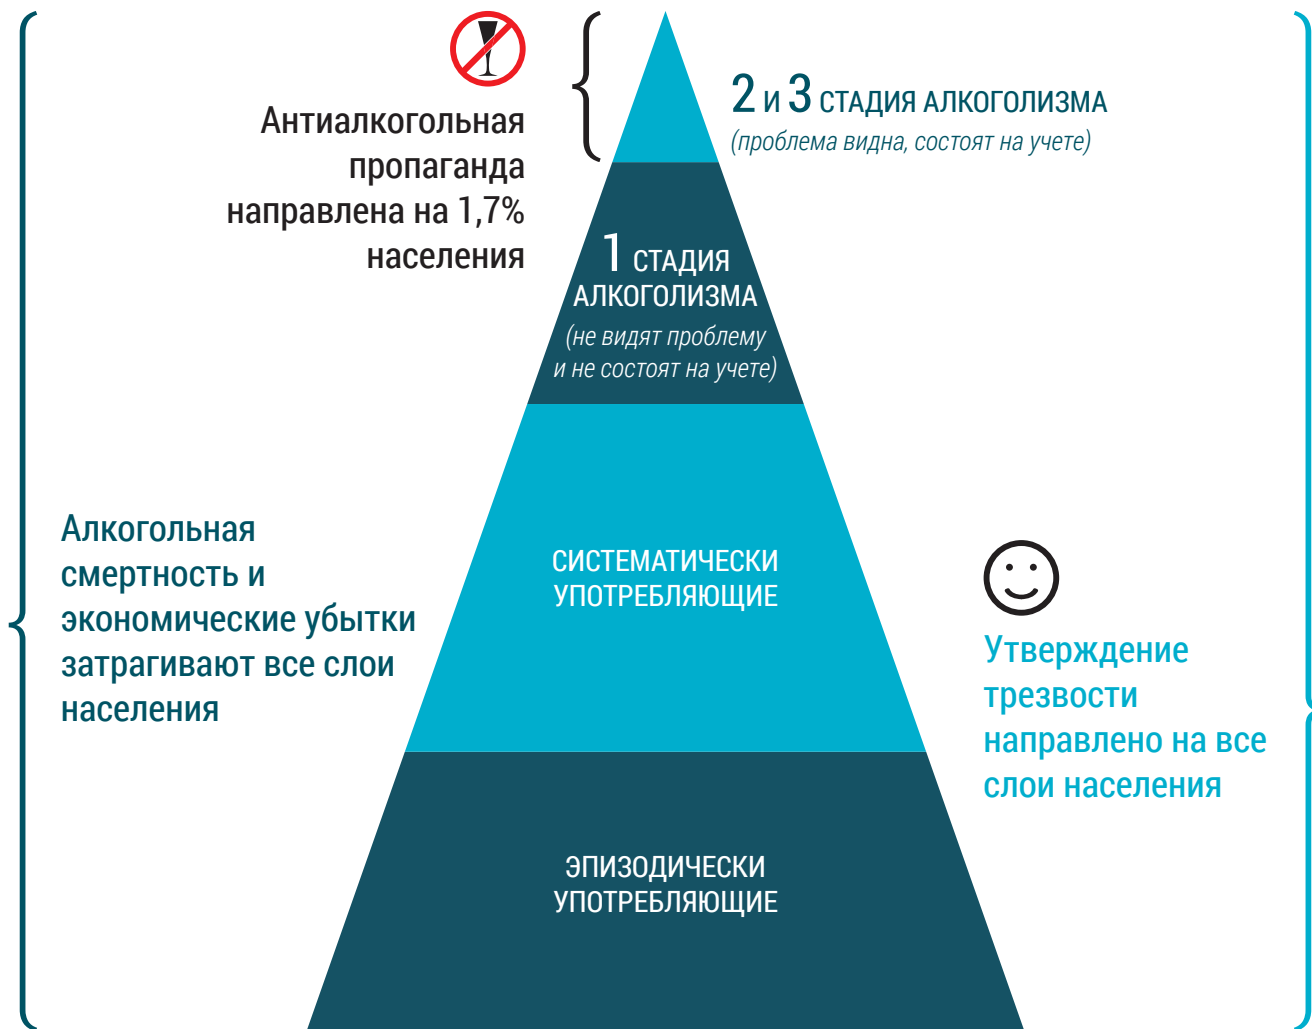 Антиалкогольная
пропаганда
направлена на 1,7%
населения
2 И 3 СТАДИЯ АЛКОГОЛИЗМА
(проблема видна, состоят на учете)
1 СТАДИЯ
АЛКОГОЛИЗМА
(не видят проблему
и не состоят на учете)
Алкогольная
смертность и
экономические убытки
затрагивают все слои
населения
СИСТЕМАТИЧЕСКИ
УПОТРЕБЛЯЮЩИЕ
Утверждение
трезвости
направлено на все
слои населения
ЭПИЗОДИЧЕСКИ
УПОТРЕБЛЯЮЩИЕ